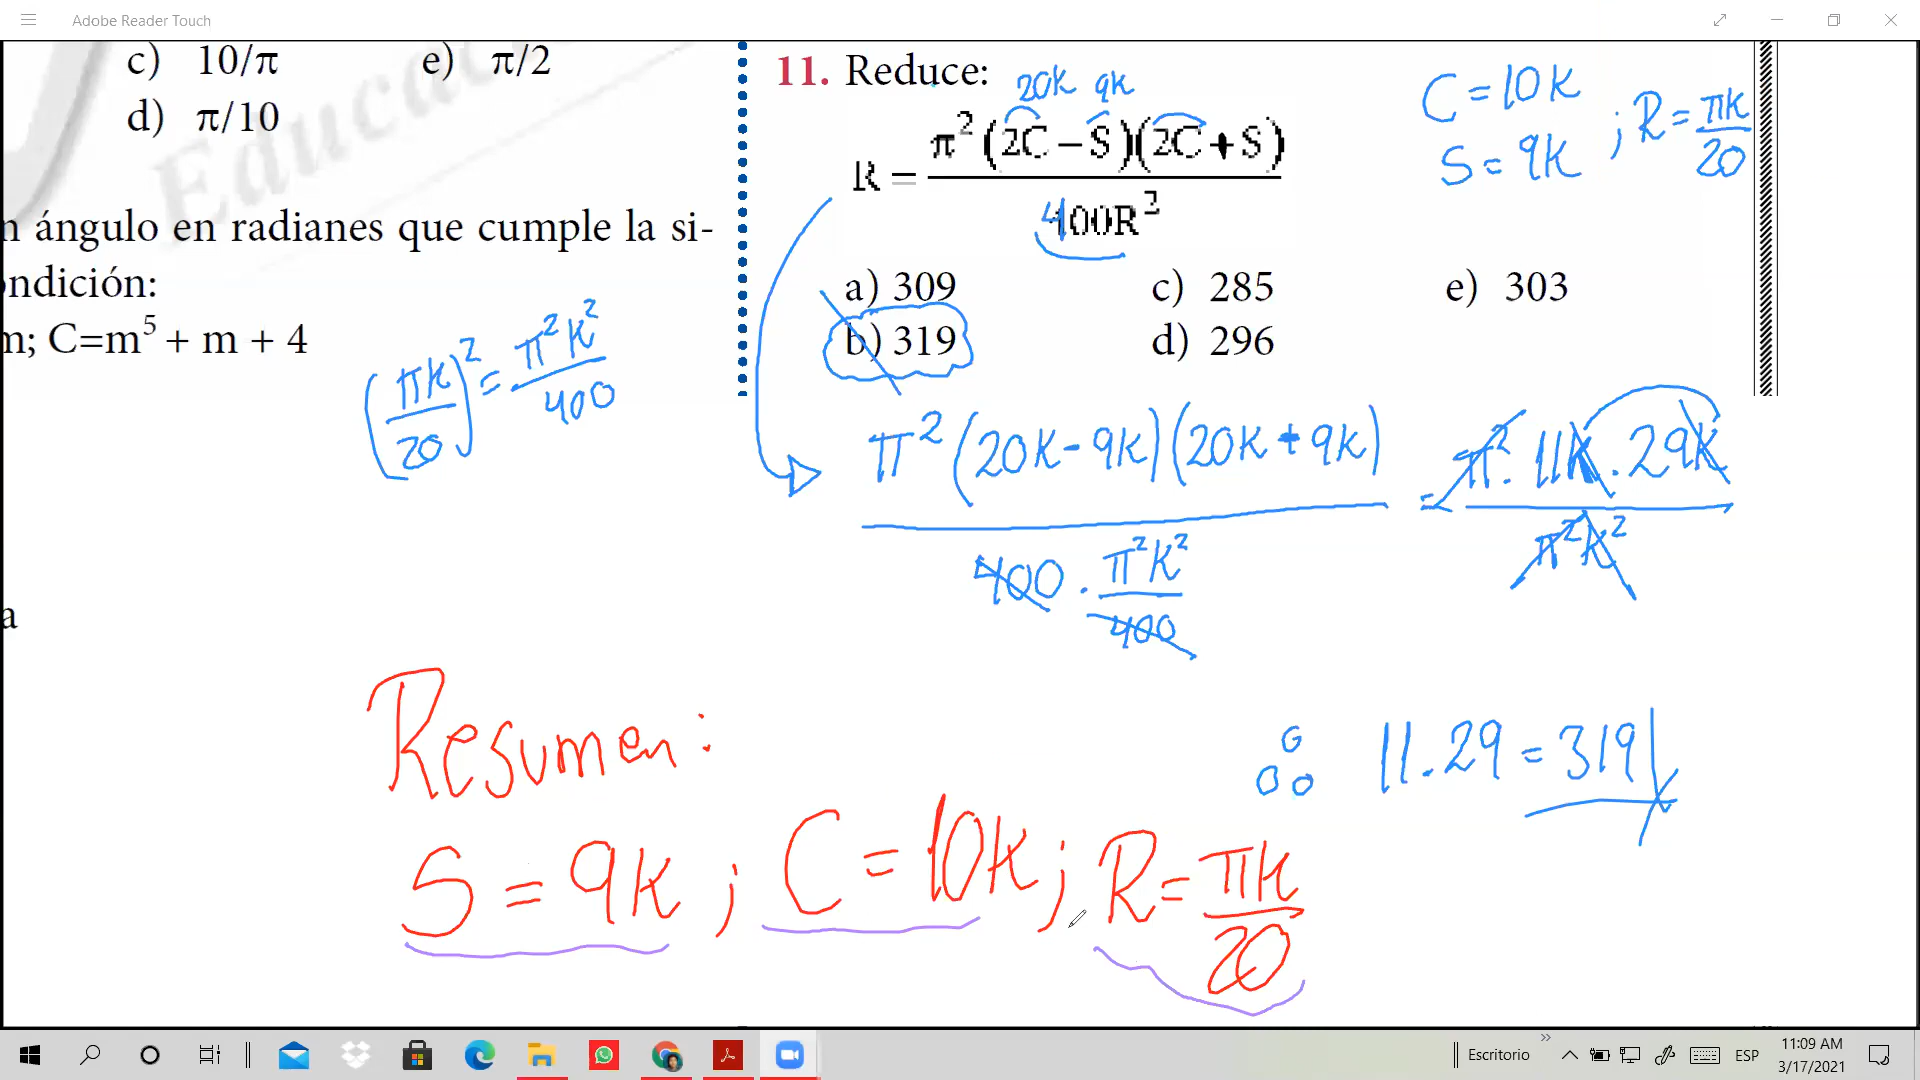 Adobe Reader Touch
c) 10/π e) π/2
d) π/10
Educac
n ángulo en radianes que cumple la si-
ondición:
m; C=m⁵ + m + 4
a
11. Reduce:
20k 9k
R = π²(2C – S)(2C + S) / 400R²
4
a) 309 c) 285 e) 303
b) 319 d) 296
C = 10k
S = 9k ; R = πk/20
(πk/20)² = π²k²/400
π²(20k - 9k)(20k + 9k) / 400 · π²k²/400 = π² · 11k · 29k / π²k²
∴ 11 . 29 = 319
Resumen:
S = 9k ; C = 10k ; R = πk/20
Escritorio
ESP
11:09 AM
3/17/2021